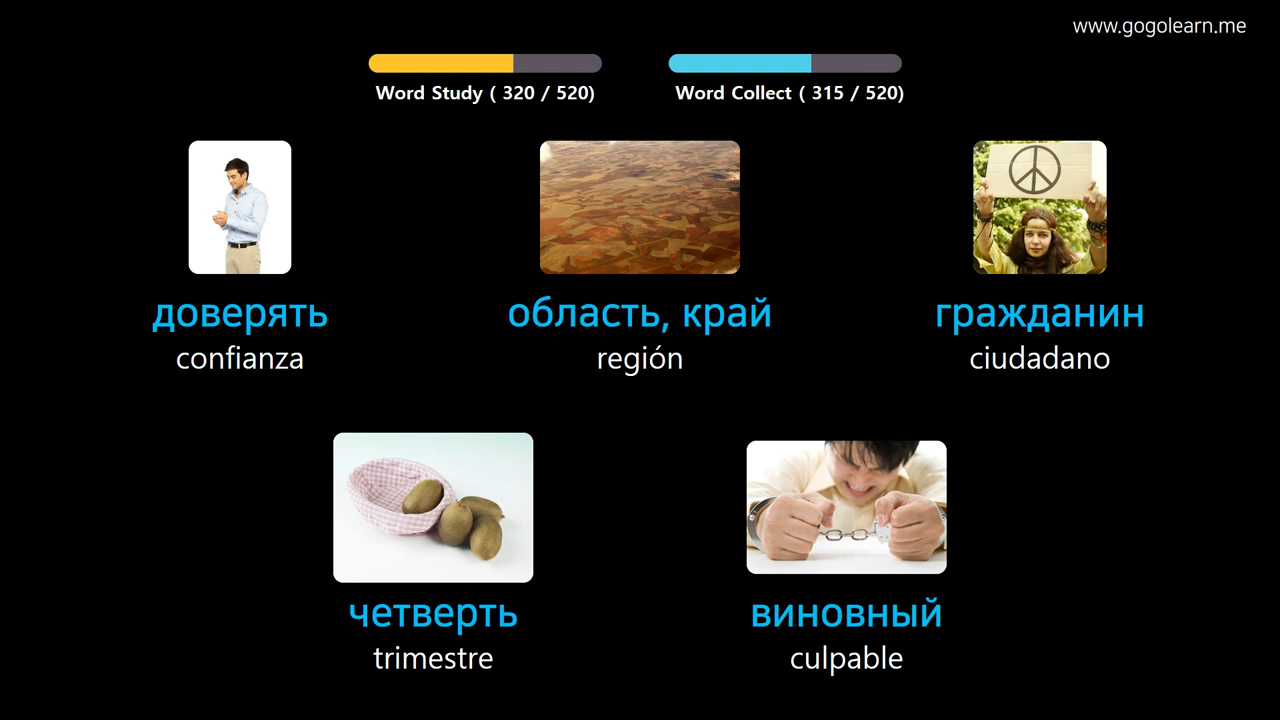 www.gogolearn.me
Word Study ( 320 / 520)
Word Collect ( 315 / 520)
доверять
confianza
область, край
región
гражданин
ciudadano
четверть
trimestre
виновный
culpable